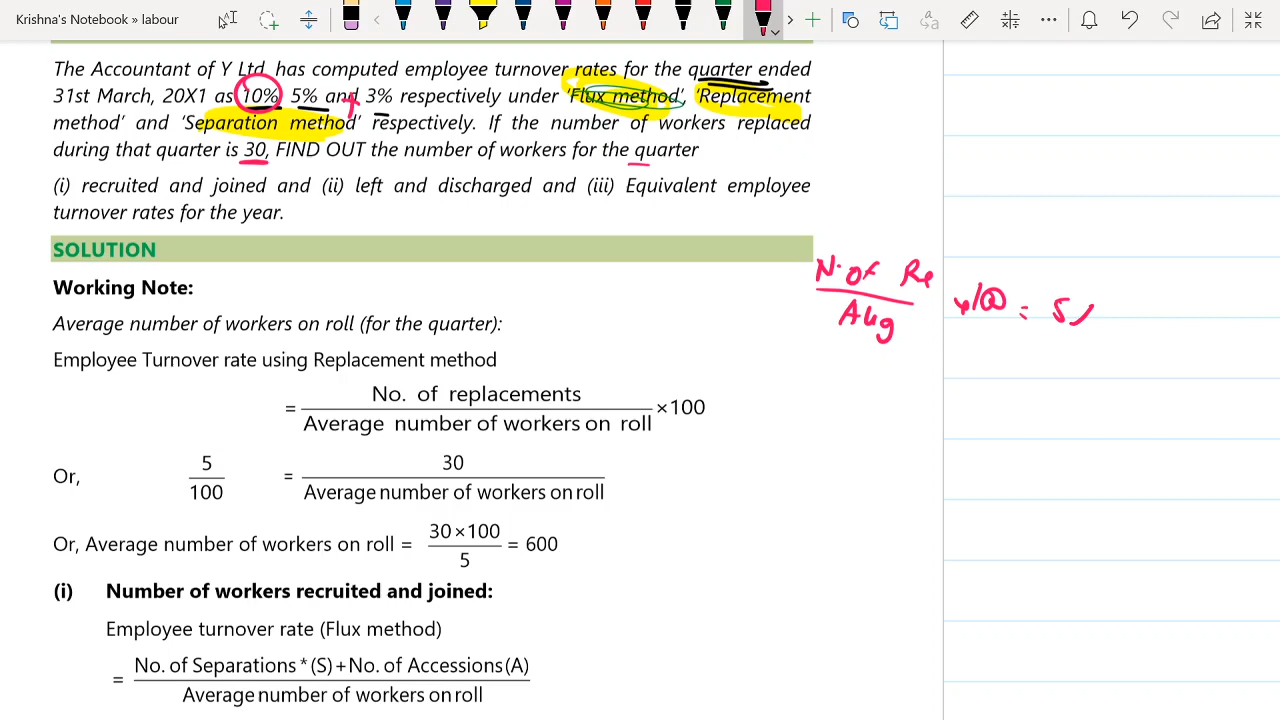 Krishna's Notebook » labour
The Accountant of Y Ltd. has computed employee turnover rates for the quarter ended
31st March, 20X1 as 10% 5% and 3% respectively under 'Flux method', 'Replacement
method' and 'Separation method' respectively. If the number of workers replaced
during that quarter is 30, FIND OUT the number of workers for the quarter
(i) recruited and joined and (ii) left and discharged and (iii) Equivalent employee
turnover rates for the year.
SOLUTION
Working Note:
Average number of workers on roll (for the quarter):
Employee Turnover rate using Replacement method
= No. of replacements
Average number of workers on roll
×100
Or, 5
100
= 30
Average number of workers on roll
Or, Average number of workers on roll = 30×100
5
= 600
(i) Number of workers recruited and joined:
Employee turnover rate (Flux method)
= No. of Separations*(S)+No. of Accessions(A)
Average number of workers on roll
N. of Re
Avg
= 5